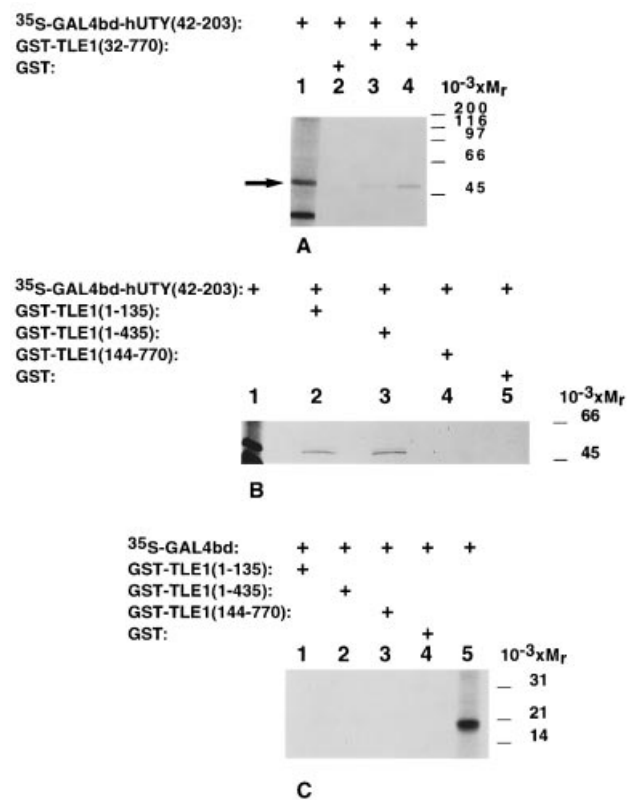 35S-GAL4bd-hUTY(42-203): + + + +
GST-TLE1(32-770): + +
GST: +
1 2 3 4 10-3xMr
200
116
97
66
45
A
35S-GAL4bd-hUTY(42-203): + + + + +
GST-TLE1(1-135): +
GST-TLE1(1-435): +
GST-TLE1(144-770): +
GST: +
1 2 3 4 5 10-3xMr
66
45
B
35S-GAL4bd: + + + + +
GST-TLE1(1-135): +
GST-TLE1(1-435): +
GST-TLE1(144-770): +
GST: +
1 2 3 4 5 10-3xMr
31
21
14
C